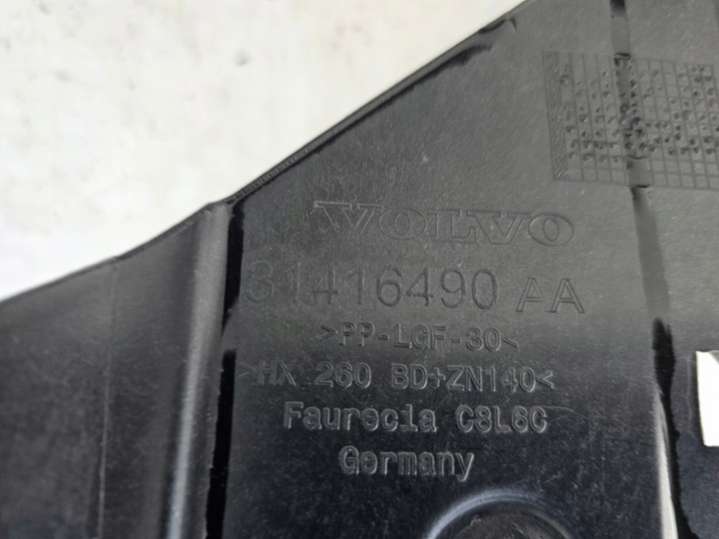 VOLVO
31416490 AA
>PP-LGF-30<
>HX 260 BD+ZN140<
Faurecia C8L6C
Germany